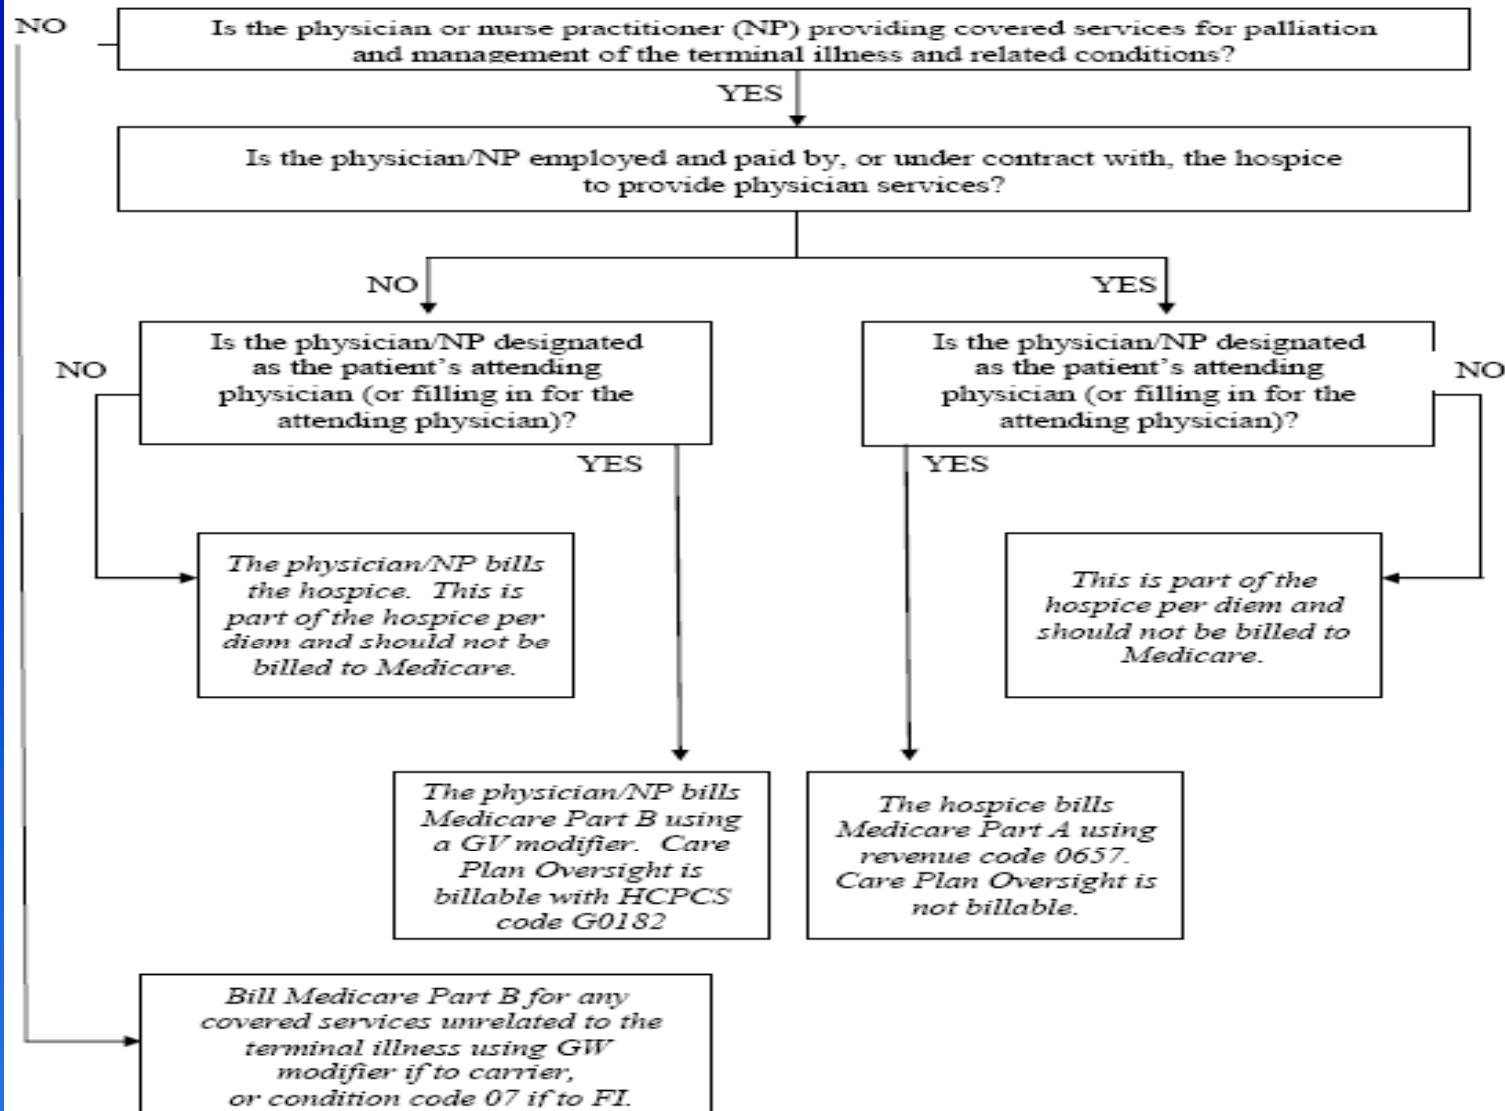 NO
Is the physician or nurse practitioner (NP) providing covered services for palliation
and management of the terminal illness and related conditions?
YES
Is the physician/NP employed and paid by, or under contract with, the hospice
to provide physician services?
NO
YES
Is the physician/NP designated
as the patient's attending
physician (or filling in for the
attending physician)?
NO
YES
Is the physician/NP designated
as the patient's attending
physician (or filling in for the
attending physician)?
NO
YES
The physician/NP bills
the hospice. This is
part of the hospice per
diem and should not be
billed to Medicare.
This is part of the
hospice per diem and
should not be billed to
Medicare.
The physician/NP bills
Medicare Part B using
a GV modifier. Care
Plan Oversight is
billable with HCPCS
code G0182
The hospice bills
Medicare Part A using
revenue code 0657.
Care Plan Oversight is
not billable.
Bill Medicare Part B for any
covered services unrelated to the
terminal illness using GW
modifier if to carrier,
or condition code 07 if to FI.